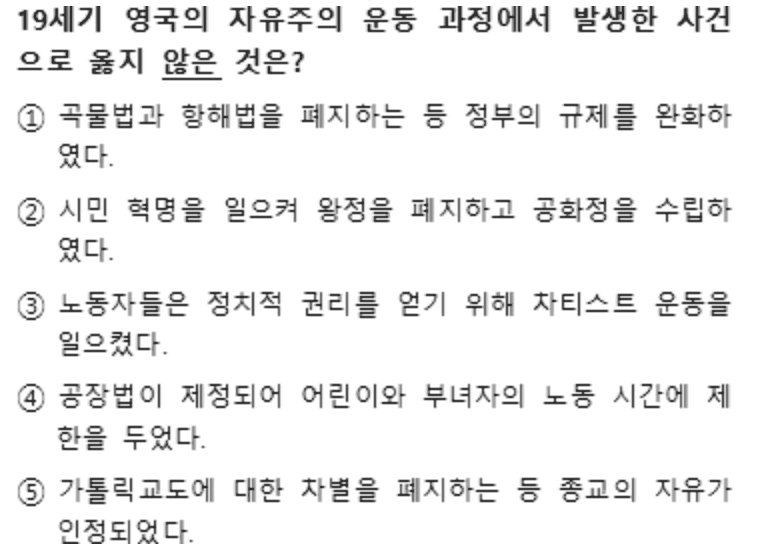 19세기 영국의 자유주의 운동 과정에서 발생한 사건
으로 옳지 않은 것은?
① 곡물법과 항해법을 폐지하는 등 정부의 규제를 완화하
였다.
② 시민 혁명을 일으켜 왕정을 폐지하고 공화정을 수립하
였다.
③ 노동자들은 정치적 권리를 얻기 위해 차티스트 운동을
일으켰다.
④ 공장법이 제정되어 어린이와 부녀자의 노동 시간에 제
한을 두었다.
⑤ 가톨릭교도에 대한 차별을 폐지하는 등 종교의 자유가
인정되었다.